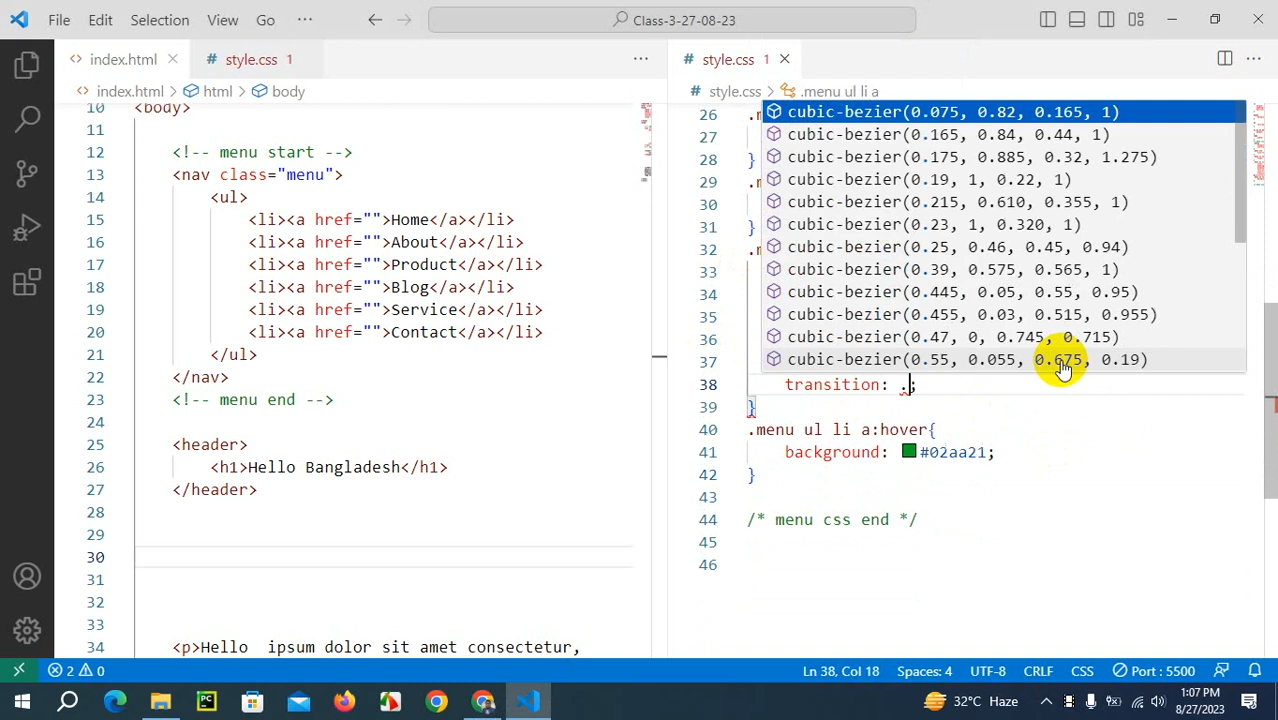 File Edit Selection View Go ··· Class-3-27-08-23
index.html style.css 1 ···
index.html > html > body
10 <body>
11
12 <!-- menu start -->
13 <nav class="menu">
14 <ul>
15 <li><a href="">Home</a></li>
16 <li><a href="">About</a></li>
17 <li><a href="">Product</a></li>
18 <li><a href="">Blog</a></li>
19 <li><a href="">Service</a></li>
20 <li><a href="">Contact</a></li>
21 </ul>
22 </nav>
23 <!-- menu end -->
24
25 <header>
26 <h1>Hello Bangladesh</h1>
27 </header>
28
29
30
31
32
33
34 <p>Hello  ipsum dolor sit amet consectetur,
# style.css 1 ···
# style.css > .menu ul li a
26
27
28 }
29
30
31 }
32
33
34
35
36
37
cubic-bezier(0.075, 0.82, 0.165, 1)
cubic-bezier(0.165, 0.84, 0.44, 1)
cubic-bezier(0.175, 0.885, 0.32, 1.275)
cubic-bezier(0.19, 1, 0.22, 1)
cubic-bezier(0.215, 0.610, 0.355, 1)
cubic-bezier(0.23, 1, 0.320, 1)
cubic-bezier(0.25, 0.46, 0.45, 0.94)
cubic-bezier(0.39, 0.575, 0.565, 1)
cubic-bezier(0.445, 0.05, 0.55, 0.95)
cubic-bezier(0.455, 0.03, 0.515, 0.955)
cubic-bezier(0.47, 0, 0.745, 0.715)
cubic-bezier(0.55, 0.055, 0.675, 0.19)
38 transition: .;
39 }
40 .menu ul li a:hover{
41 background: #02aa21;
42 }
43
44 /* menu css end */
45
46
2 0 Ln 38, Col 18 Spaces: 4 UTF-8 CRLF CSS Port : 5500
32°C Haze 1:07 PM
8/27/2023